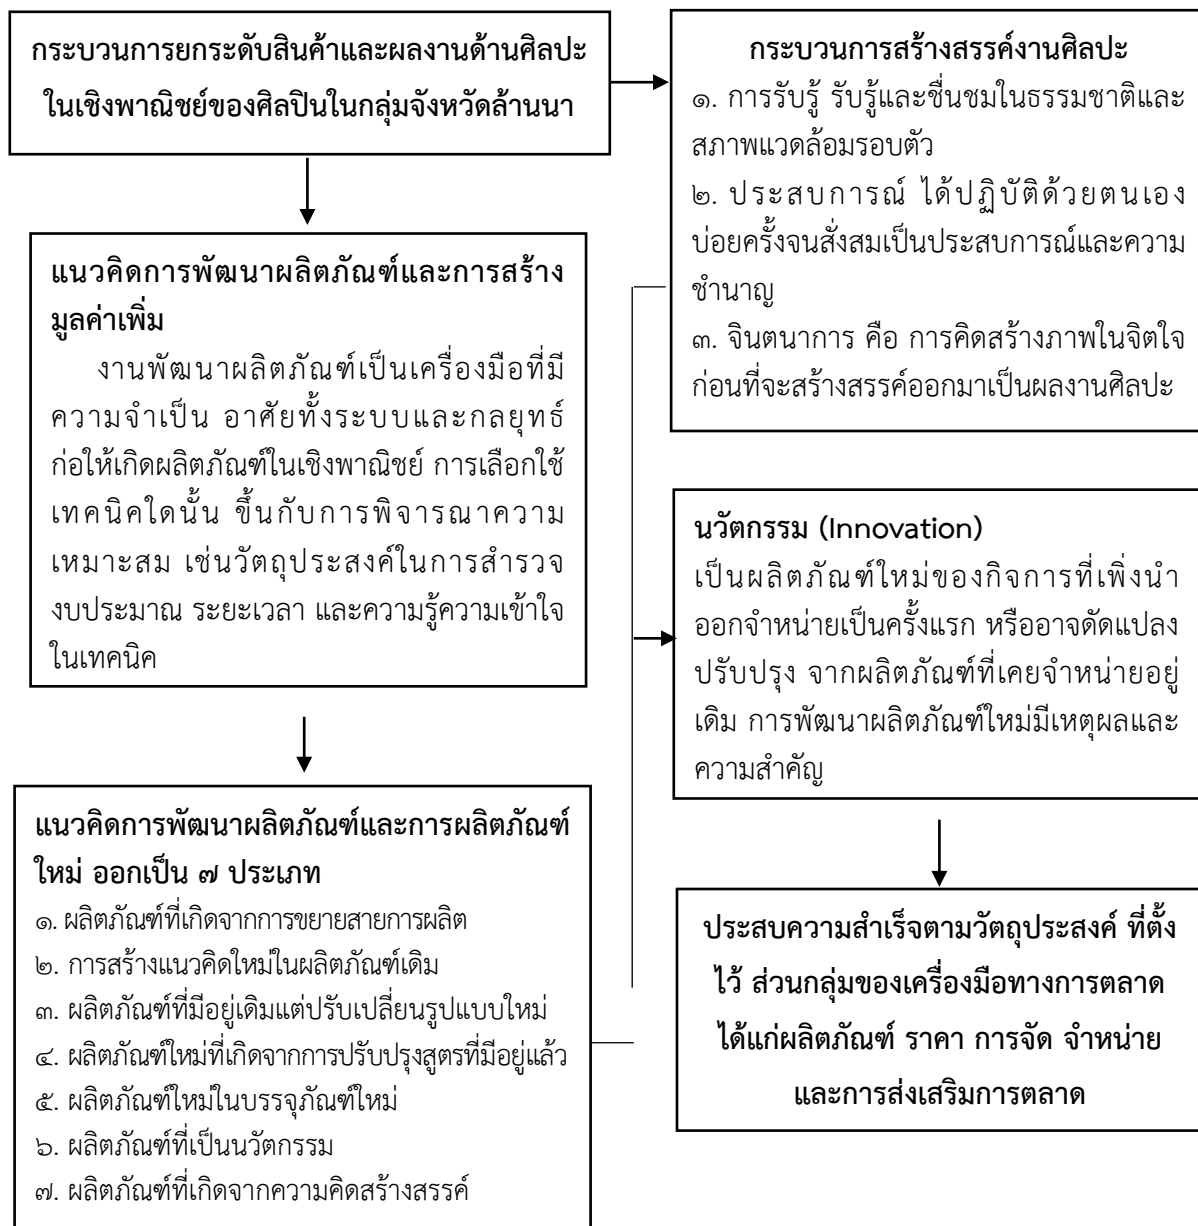 กระบวนการยกระดับสินค้าและผลงานด้านศิลปะ
ในเชิงพาณิชย์ของศิลปินในกลุ่มจังหวัดล้านนา
กระบวนการสร้างสรรค์งานศิลปะ
๑. การรับรู้ รับรู้และชื่นชมในธรรมชาติและ
สภาพแวดล้อมรอบตัว
๒. ประสบการณ์ ได้ปฏิบัติด้วยตนเอง
บ่อยครั้งจนสั่งสมเป็นประสบการณ์และความ
ชำนาญ
๓. จินตนาการ คือ การคิดสร้างภาพในจิตใจ
ก่อนที่จะสร้างสรรค์ออกมาเป็นผลงานศิลปะ
แนวคิดการพัฒนาผลิตภัณฑ์และการสร้าง
มูลค่าเพิ่ม
งานพัฒนาผลิตภัณฑ์เป็นเครื่องมือที่มี
ความจำเป็น อาศัยทั้งระบบและกลยุทธ์
ก่อให้เกิดผลิตภัณฑ์ในเชิงพาณิชย์ การเลือกใช้
เทคนิคใดนั้น ขึ้นกับการพิจารณาความ
เหมาะสม เช่นวัตถุประสงค์ในการสำรวจ
งบประมาณ ระยะเวลา และความรู้ความเข้าใจ
ในเทคนิค
นวัตกรรม (Innovation)
เป็นผลิตภัณฑ์ใหม่ของกิจการที่เพิ่งนำ
ออกจำหน่ายเป็นครั้งแรก หรืออาจดัดแปลง
ปรับปรุง จากผลิตภัณฑ์ที่เคยจำหน่ายอยู่
เดิม การพัฒนาผลิตภัณฑ์ใหม่มีเหตุผลและ
ความสำคัญ
แนวคิดการพัฒนาผลิตภัณฑ์และการผลิตภัณฑ์
ใหม่ ออกเป็น ๗ ประเภท
๑. ผลิตภัณฑ์ที่เกิดจากการขยายสายการผลิต
๒. การสร้างแนวคิดใหม่ในผลิตภัณฑ์เดิม
๓. ผลิตภัณฑ์ที่มีอยู่เดิมแต่ปรับเปลี่ยนรูปแบบใหม่
๔. ผลิตภัณฑ์ใหม่ที่เกิดจากการปรับปรุงสูตรที่มีอยู่แล้ว
๕. ผลิตภัณฑ์ใหม่ในบรรจุภัณฑ์ใหม่
๖. ผลิตภัณฑ์ที่เป็นนวัตกรรม
๗. ผลิตภัณฑ์ที่เกิดจากความคิดสร้างสรรค์
ประสบความสำเร็จตามวัตถุประสงค์ ที่ตั้ง
ไว้ ส่วนกลุ่มของเครื่องมือทางการตลาด
ได้แก่ผลิตภัณฑ์ ราคา การจัด จำหน่าย
และการส่งเสริมการตลาด